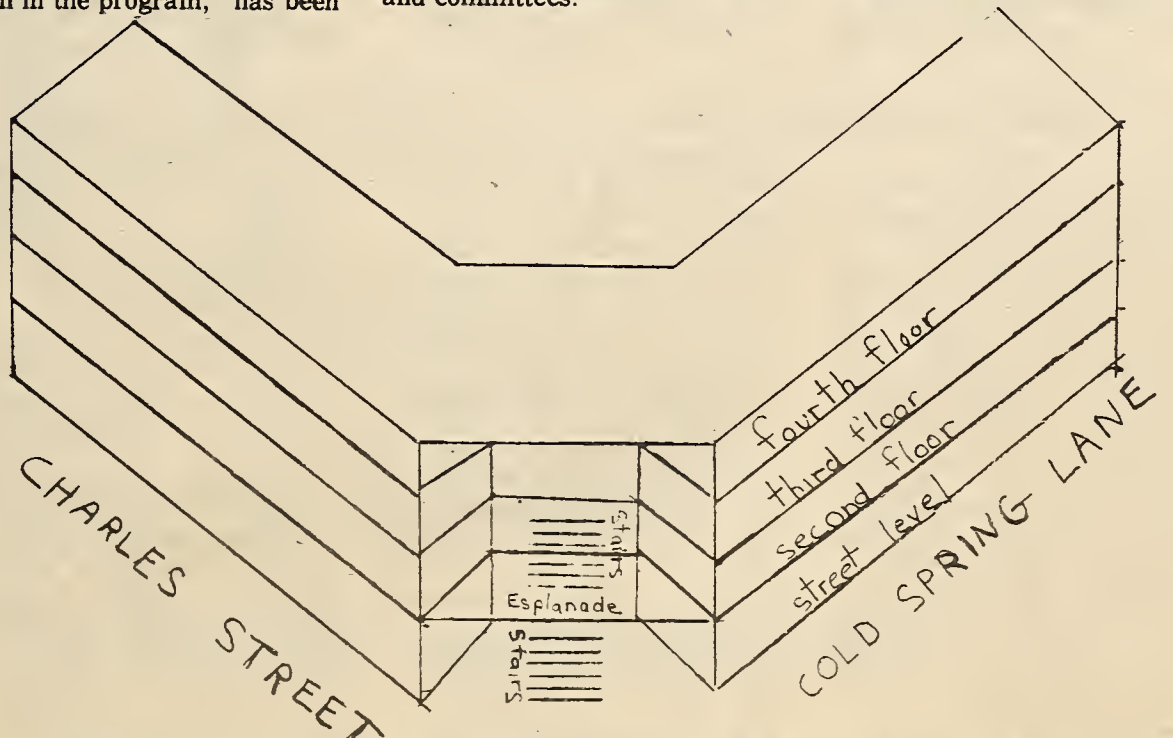 in the program, has been
and committees.
fourth floor
third floor
second floor
street level
Stairs
Esplanade
Stairs
CHARLES STREET
COLD SPRING LANE